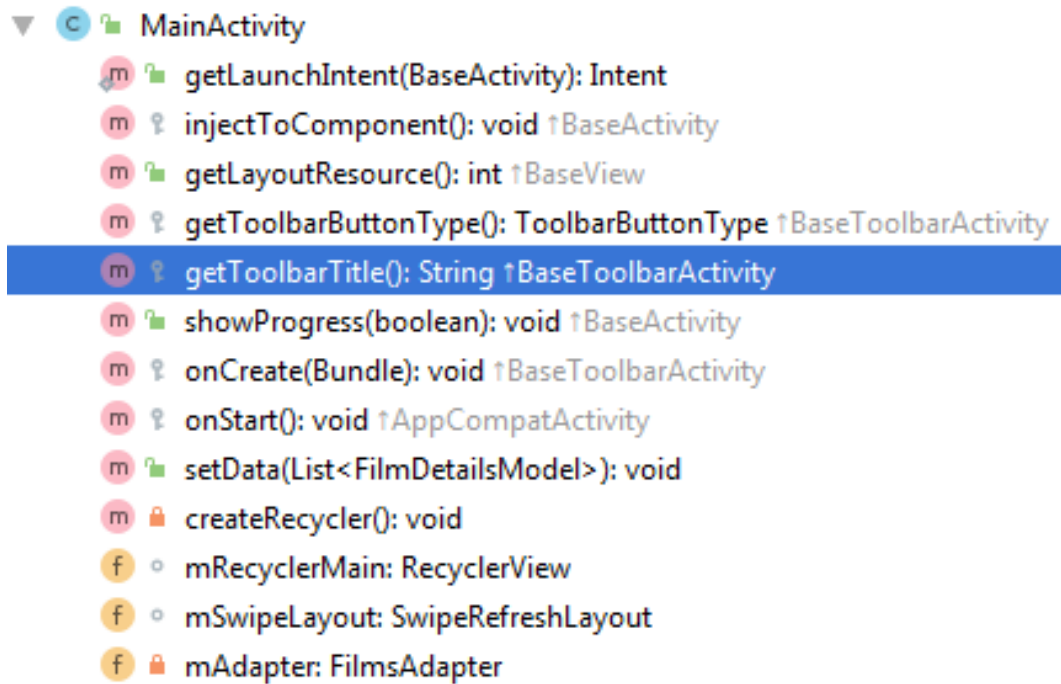 C MainActivity
m getLaunchIntent(BaseActivity): Intent
m injectToComponent(): void ↑BaseActivity
m getLayoutResource(): int ↑BaseView
m getToolbarButtonType(): ToolbarButtonType ↑BaseToolbarActivity
m getToolbarTitle(): String ↑BaseToolbarActivity
m showProgress(boolean): void ↑BaseActivity
m onCreate(Bundle): void ↑BaseToolbarActivity
m onStart(): void ↑AppCompatActivity
m setData(List<FilmDetailsModel>): void
m createRecycler(): void
f mRecyclerMain: RecyclerView
f mSwipeLayout: SwipeRefreshLayout
f mAdapter: FilmsAdapter